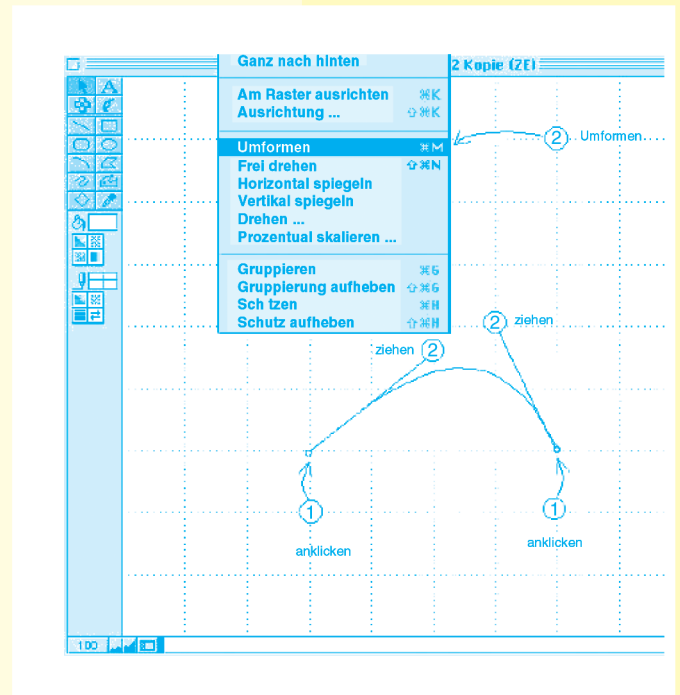 Ganz nach hinten
2 Kopie (ZE)
Am Raster ausrichten ⌘K
Ausrichtung ... ⇧⌘K
Umformen ⌘M
Frei drehen ⇧⌘N
Horizontal spiegeln
Vertikal spiegeln
Drehen ...
Prozentual skalieren ...
Gruppieren ⌘G
Gruppierung aufheben ⇧⌘G
Sch tzen ⌘H
Schutz aufheben ⇧⌘H
A
2 Umformen
2 ziehen
ziehen 2
1
anklicken
1
anklicken
100